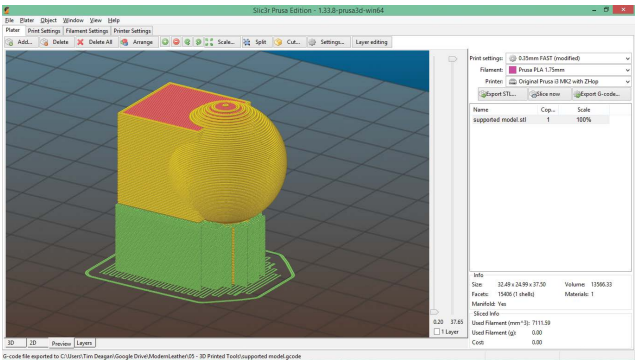 Slic3r Prusa Edition - 1.33.8-prusa3d-win64
File Plater Object Window View Help
Plater Print Settings Filament Settings Printer Settings
Add... Delete Delete All Arrange Scale... Split Cut... Settings... Layer editing
Print settings: 0.35mm FAST (modified)
Filament: Prusa PLA 1.75mm
Printer: Original Prusa i3 MK2 with ZHop
Export STL... Slice now Export G-code...
Name Cop... Scale
supported model.stl 1 100%
Info
Size: 32.49 x 24.99 x 37.50 Volume: 13566.33
Facets: 15406 (1 shells) Materials: 1
Manifold: Yes
Sliced Info
0.20 37.65
Used Filament (mm^3): 7111.59
1 Layer
Used Filament (g): 0.00
Cost: 0.00
3D 2D Preview Layers
G-code file exported to C:\Users\Tim Deagan\Google Drive\ModernLeather\05 - 3D Printed Tools\supported model.gcode